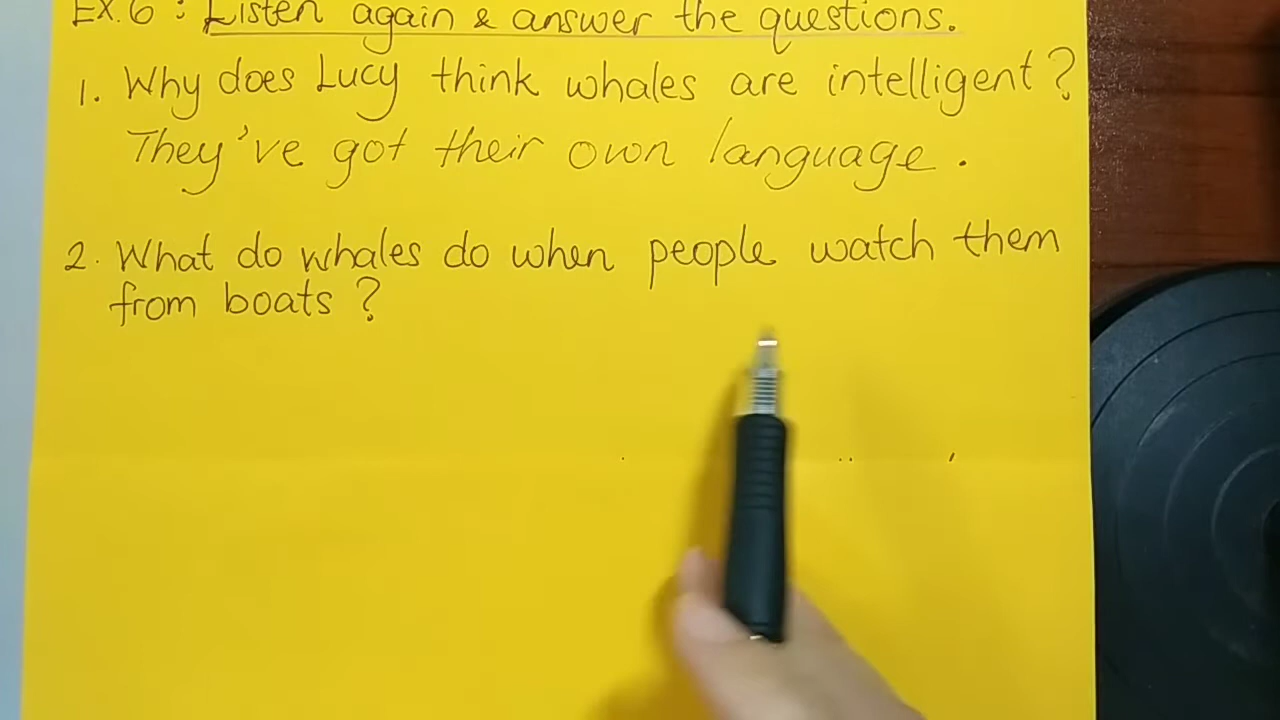 Ex.6 : Listen again & answer the questions.
1. Why does Lucy think whales are intelligent?
They've got their own language.
2. What do whales do when people watch them
from boats?